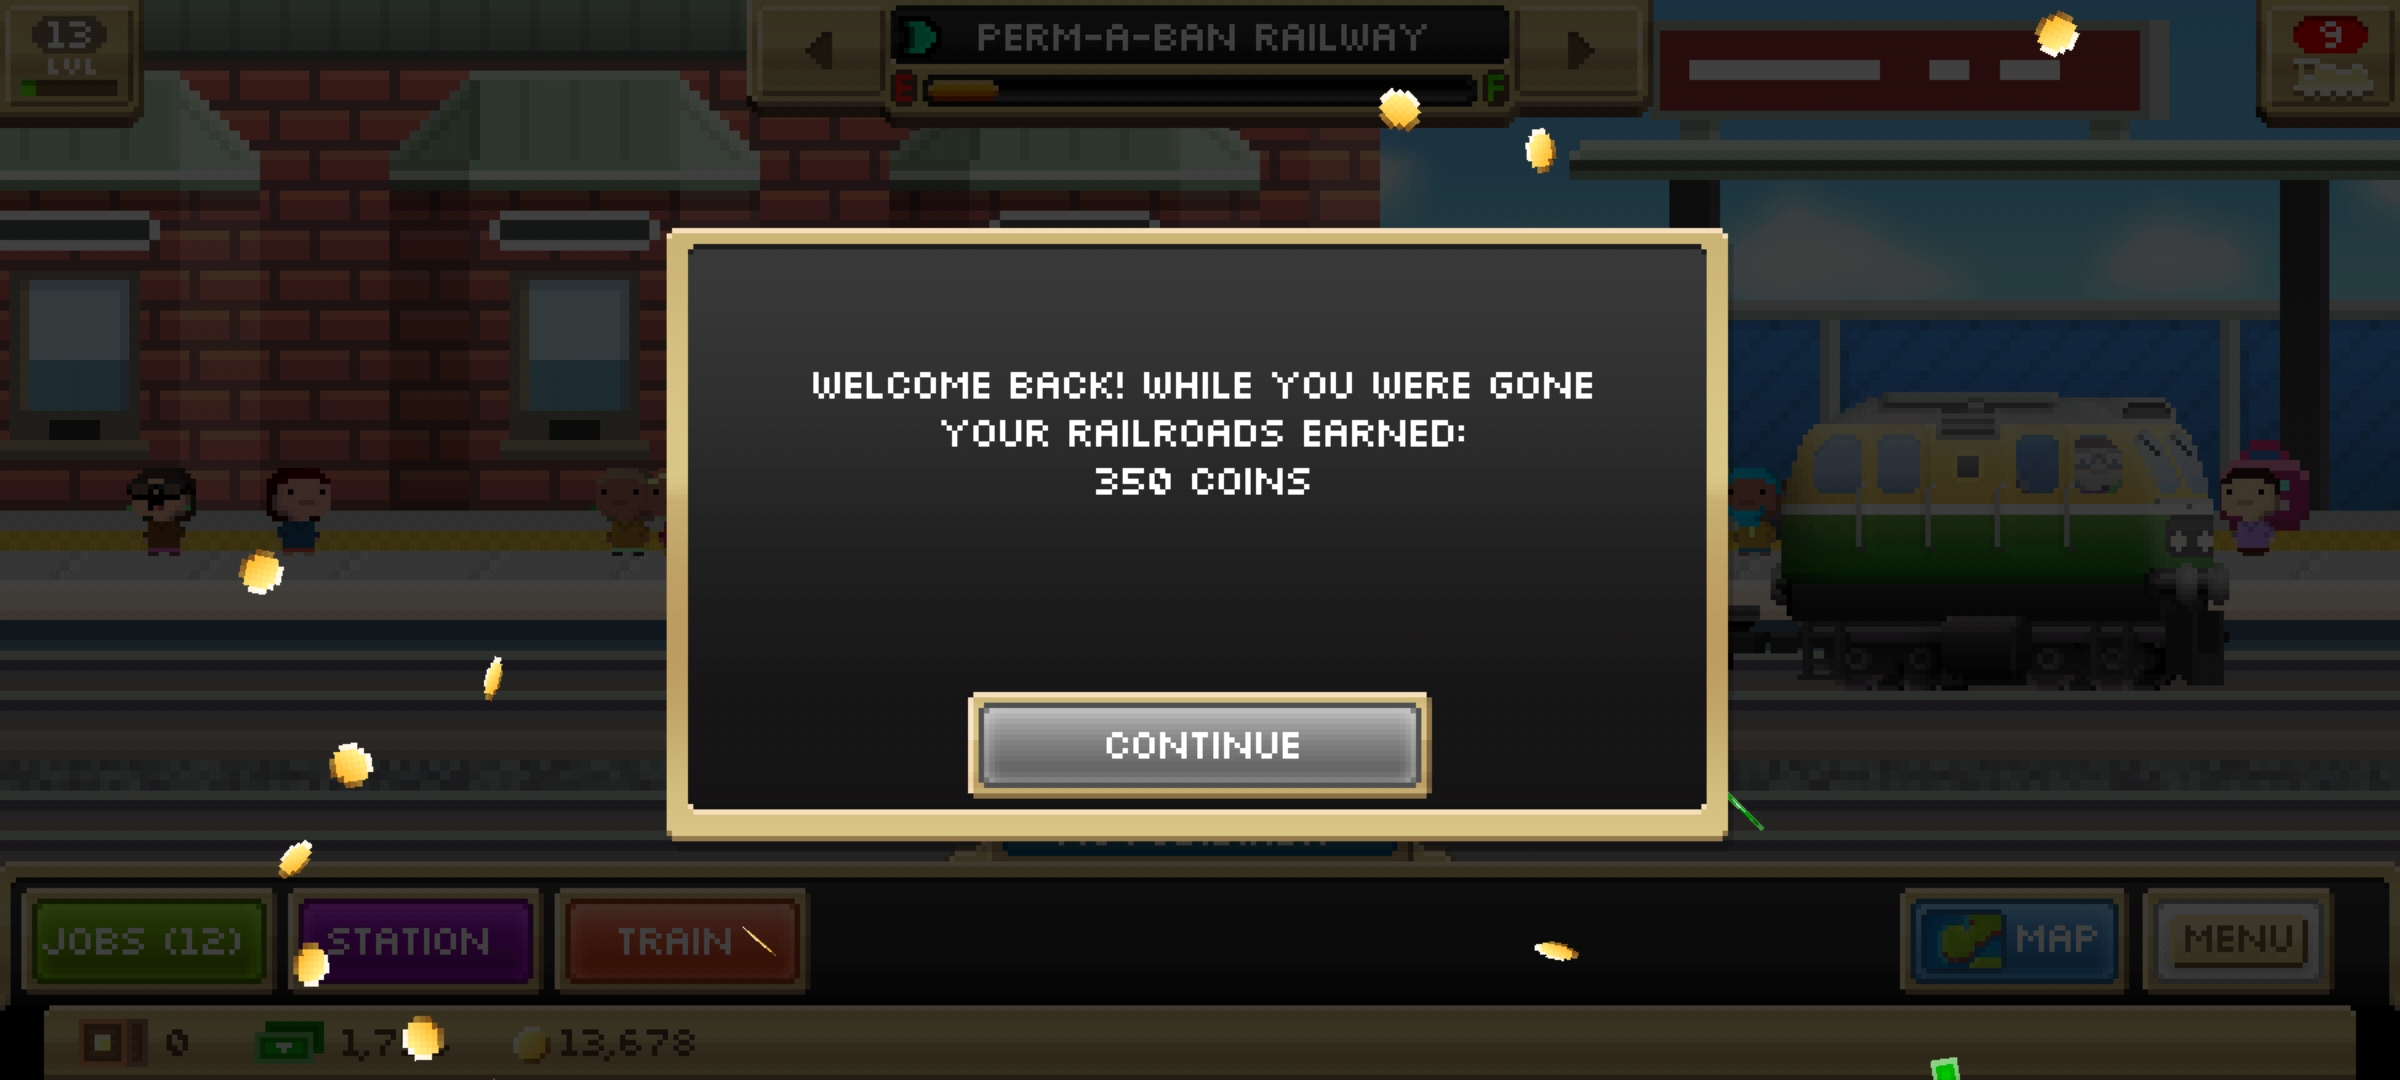 13
LVL
PERM-A-BAN RAILWAY
E F
9
WELCOME BACK! WHILE YOU WERE GONE
YOUR RAILROADS EARNED:
350 COINS
CONTINUE
JOBS (12) STATION TRAIN MAP MENU
0 13,678